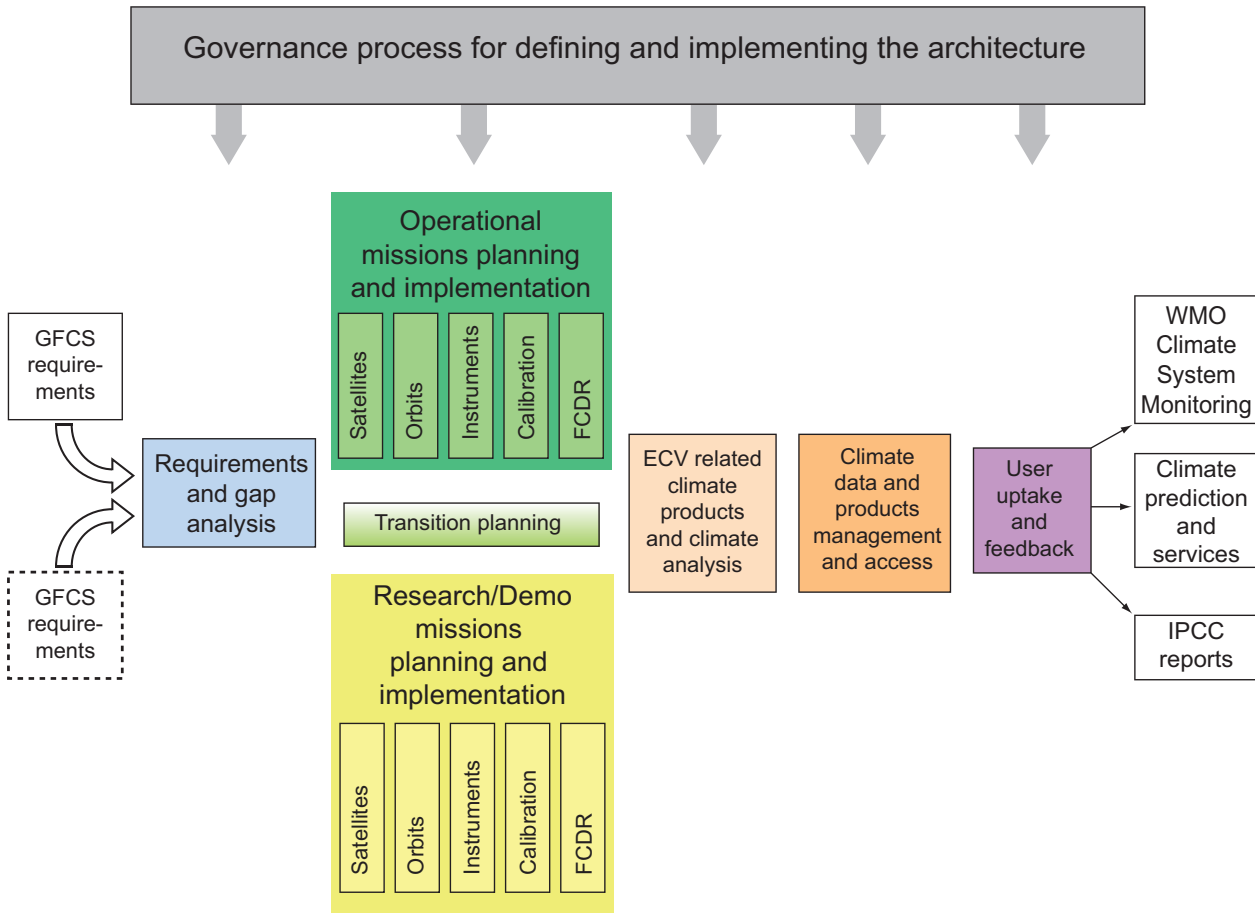 Governance process for defining and implementing the architecture
GFCS
require-
ments
GFCS
require-
ments
Requirements
and gap
analysis
Operational
missions planning
and implementation
Satellites
Orbits
Instruments
Calibration
FCDR
Transition planning
Research/Demo
missions
planning and
implementation
Satellites
Orbits
Instruments
Calibration
FCDR
ECV related
climate
products
and climate
analysis
Climate
data and
products
management
and access
User
uptake
and
feedback
WMO
Climate
System
Monitoring
Climate
prediction
and
services
IPCC
reports